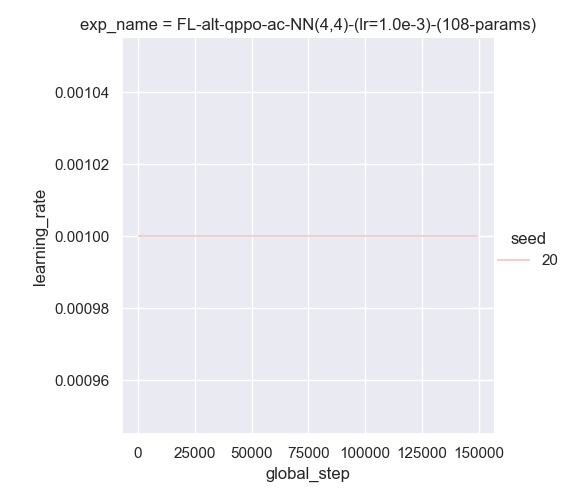 exp_name = FL-alt-qppo-ac-NN(4,4)-(lr=1.0e-3)-(108-params)
0.00104
0.00102
0.00100
0.00098
0.00096
learning_rate
0 25000 50000 75000 100000 125000 150000
global_step
seed
20